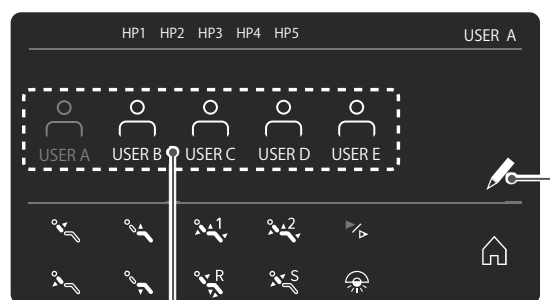 HP1 HP2 HP3 HP4 HP5 USER A
USER A USER B USER C USER D USER E
1 2
R S